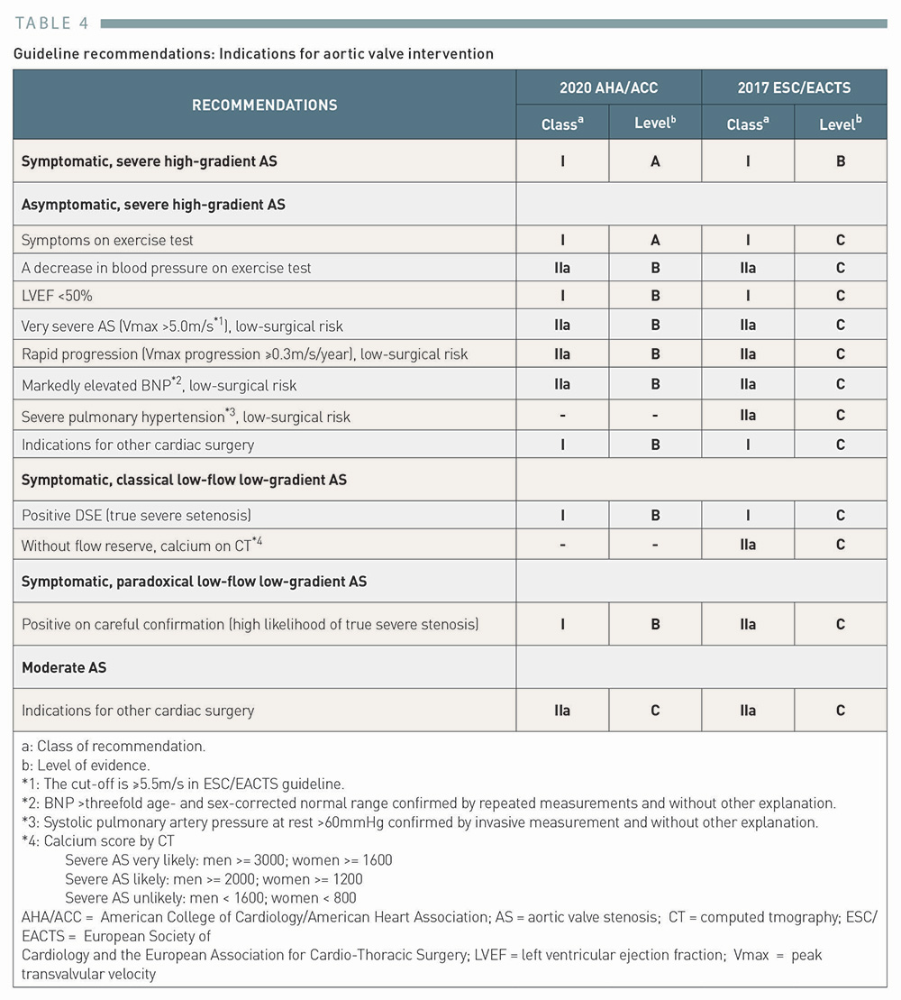 TABLE 4
Guideline recommendations: Indications for aortic valve intervention
RECOMMENDATIONS 2020 AHA/ACC 2017 ESC/EACTS
Classa Levelb Classa Levelb
Symptomatic, severe high-gradient AS I A I B
Asymptomatic, severe high-gradient AS
Symptoms on exercise test I A I C
A decrease in blood pressure on exercise test IIa B IIa C
LVEF <50% I B I C
Very severe AS (Vmax >5.0m/s*1), low-surgical risk IIa B IIa C
Rapid progression (Vmax progression ≥0.3m/s/year), low-surgical risk IIa B IIa C
Markedly elevated BNP*2, low-surgical risk IIa B IIa C
Severe pulmonary hypertension*3, low-surgical risk - - IIa C
Indications for other cardiac surgery I B I C
Symptomatic, classical low-flow low-gradient AS
Positive DSE (true severe setenosis) I B I C
Without flow reserve, calcium on CT*4 - - IIa C
Symptomatic, paradoxical low-flow low-gradient AS
Positive on careful confirmation (high likelihood of true severe stenosis) I B IIa C
Moderate AS
Indications for other cardiac surgery IIa C IIa C
a: Class of recommendation.
b: Level of evidence.
*1: The cut-off is ≥5.5m/s in ESC/EACTS guideline.
*2: BNP >threefold age- and sex-corrected normal range confirmed by repeated measurements and without other explanation.
*3: Systolic pulmonary artery pressure at rest >60mmHg confirmed by invasive measurement and without other explanation.
*4: Calcium score by CT
Severe AS very likely: men >= 3000; women >= 1600
Severe AS likely: men >= 2000; women >= 1200
Severe AS unlikely: men < 1600; women < 800
AHA/ACC = American College of Cardiology/American Heart Association; AS = aortic valve stenosis; CT = computed tmography; ESC/
EACTS = European Society of
Cardiology and the European Association for Cardio-Thoracic Surgery; LVEF = left ventricular ejection fraction; Vmax = peak
transvalvular velocity